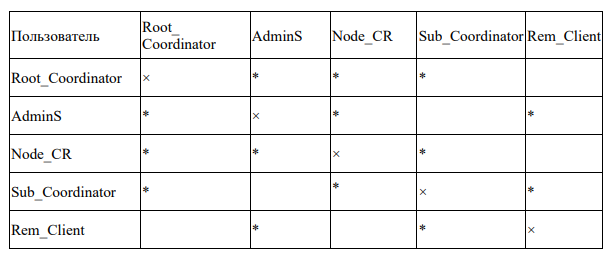 Пользователь Root_ Coordinator AdminS Node_CR Sub_Coordinator Rem_Client
Root_Coordinator × * * *
AdminS * × * *
Node_CR * * × *
Sub_Coordinator * * × *
Rem_Client * * ×